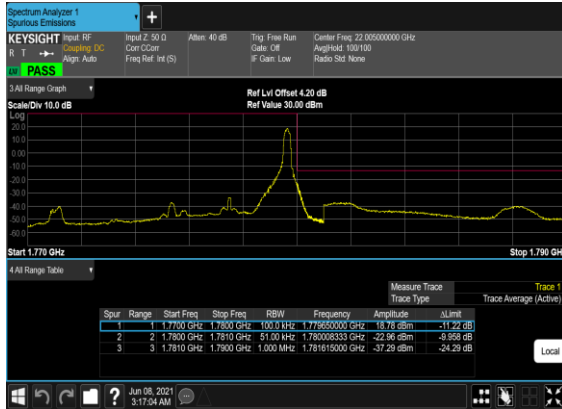 Spectrum Analyzer 1
Spurious Emissions
KEYSIGHT Input: RF Input Z: 50 Ω Atten: 40 dB Trig: Free Run Center Freq: 22.005000000 GHz
R T Coupling: DC Corr CCorr Gate: Off Avg|Hold: 100/100
Align: Auto Freq Ref: Int (S) IF Gain: Low Radio Std: None
PASS
3 All Range Graph
Ref Lvl Offset 4.20 dB
Scale/Div 10.0 dB Ref Value 30.00 dBm
Log
20.0
10.0
0.00
-10.0
-20.0
-30.0
-40.0
-50.0
-60.0
Start 1.770 GHz Stop 1.790 GH
4 All Range Table
Measure Trace Trace 1
Trace Type Trace Average (Active)
Spur Range Start Freq Stop Freq RBW Frequency Amplitude ΔLimit
1 1 1.7700 GHz 1.7800 GHz 100.0 kHz 1.779650000 GHz 18.78 dBm -11.22 dB
2 2 1.7800 GHz 1.7810 GHz 51.00 kHz 1.780008333 GHz -22.96 dBm -9.958 dB
3 3 1.7810 GHz 1.7900 GHz 1.000 MHz 1.781615000 GHz -37.29 dBm -24.29 dB
Local
? Jun 08, 2021
3:17:04 AM